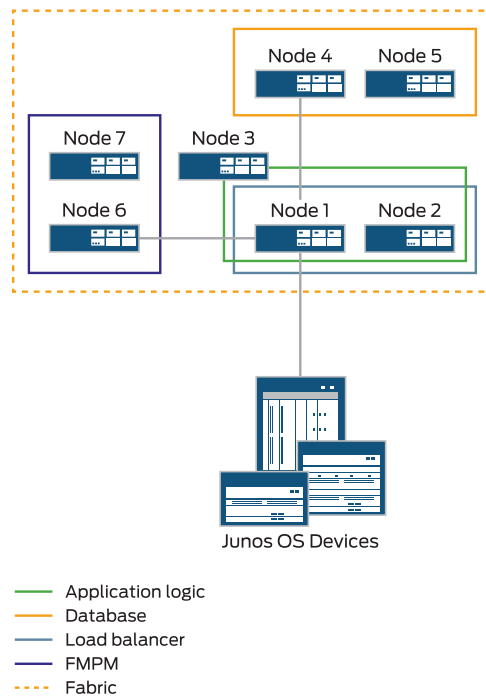 Node 4 Node 5
Node 7 Node 3
Node 6 Node 1 Node 2
Junos OS Devices
Application logic
Database
Load balancer
FMPM
Fabric